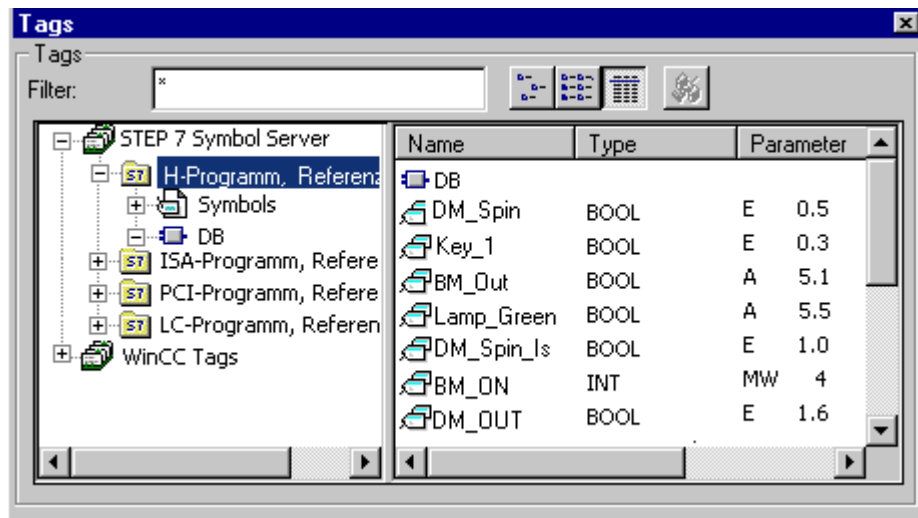 Tags
Tags
Filter: *
STEP 7 Symbol Server
H-Programm, Referenz
Symbols
DB
ISA-Programm, Refere
PCI-Programm, Refere
LC-Programm, Referen
WinCC Tags
Name Type Parameter
DB
DM_Spin BOOL E 0.5
Key_1 BOOL E 0.3
BM_Out BOOL A 5.1
Lamp_Green BOOL A 5.5
DM_Spin_Is BOOL E 1.0
BM_ON INT MW 4
DM_OUT BOOL E 1.6